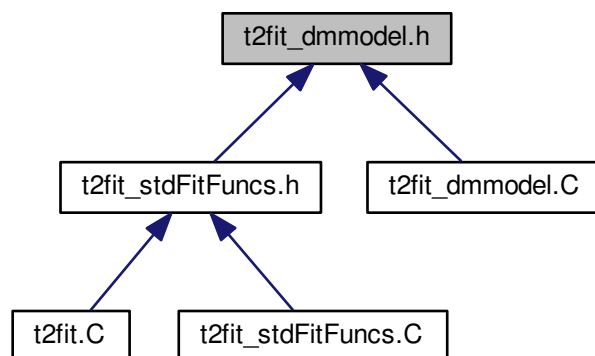 t2fit_dmmodel.h
t2fit_stdFitFuncs.h
t2fit_dmmodel.C
t2fit.C
t2fit_stdFitFuncs.C